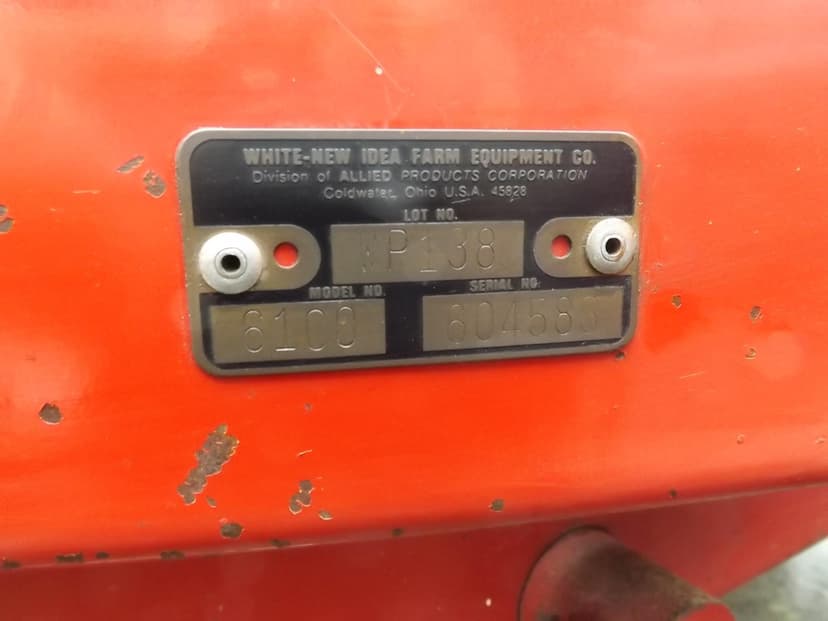 WHITE-NEW IDEA FARM EQUIPMENT CO.
Division of ALLIED PRODUCTS CORPORATION
Coldwater, Ohio U.S.A. 45828
LOT NO.
WP138
MODEL NO. SERIAL NO.